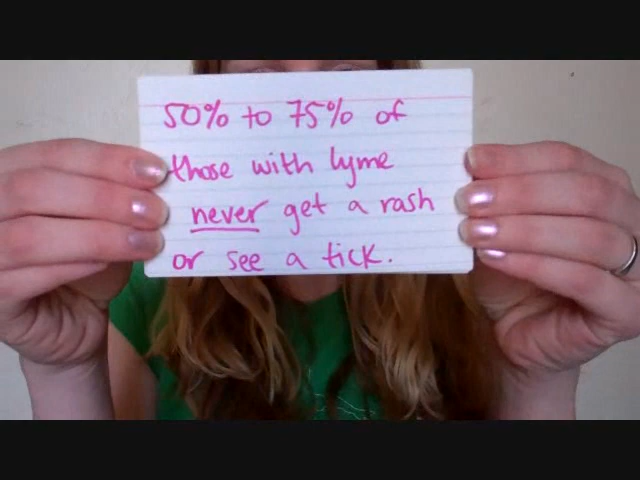 50% to 75% of
those with lyme
never get a rash
or see a tick.